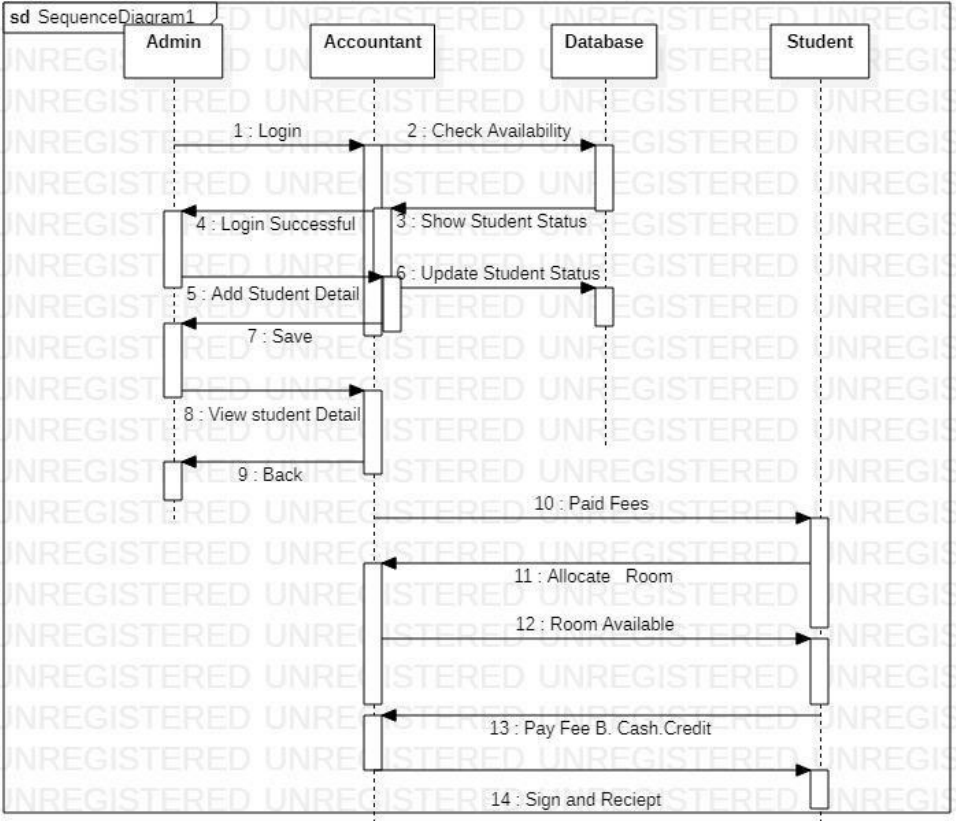 sd SequenceDiagram1
Admin
Accountant
Database
Student
1 : Login
2 : Check Availability
3 : Show Student Status
4 : Login Successful
6 : Update Student Status
5 : Add Student Detail
7 : Save
8 : View student Detail
9 : Back
10 : Paid Fees
11 : Allocate   Room
12 : Room Available
13 : Pay Fee B. Cash.Credit
14 : Sign and Reciept
UNREGISTERED